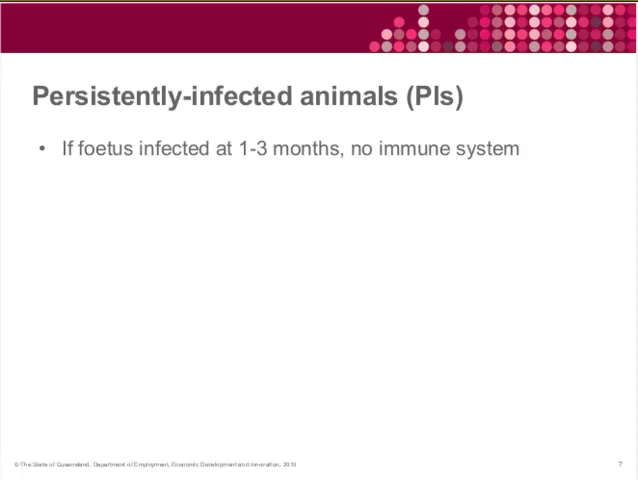 Persistently-infected animals (PIs)
• If foetus infected at 1-3 months, no immune system
© The State of Queensland, Department of Employment, Economic Development and Innovation, 2010
7